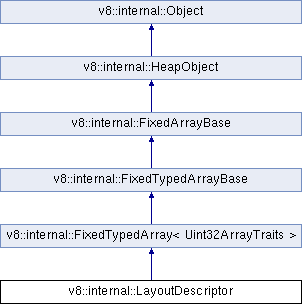 v8::internal::Object
v8::internal::HeapObject
v8::internal::FixedArrayBase
v8::internal::FixedTypedArrayBase
v8::internal::FixedTypedArray< Uint32ArrayTraits >
v8::internal::LayoutDescriptor